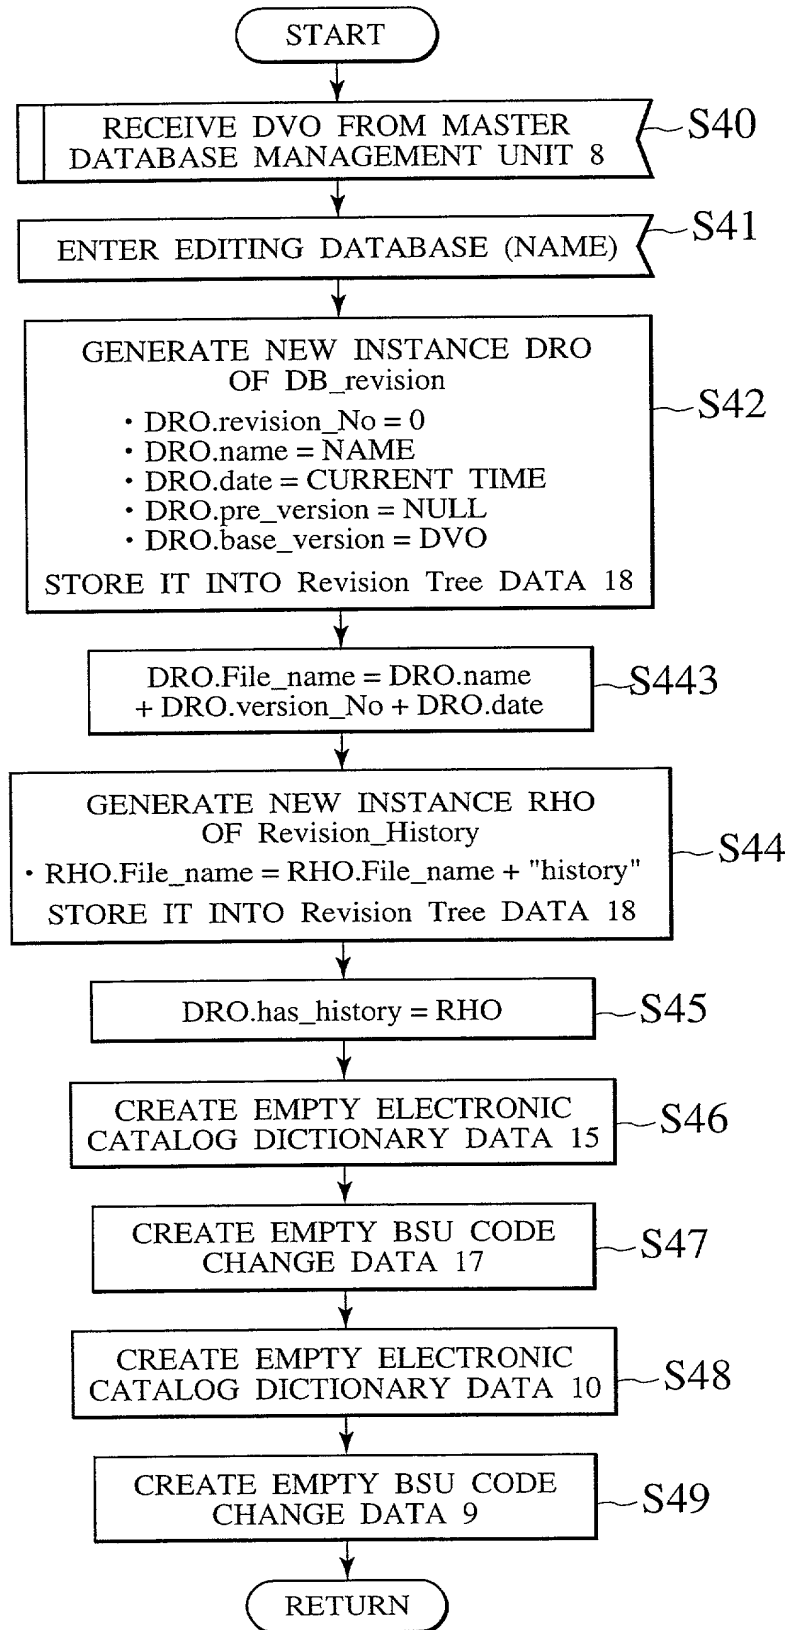 START
RECEIVE DVO FROM MASTER
DATABASE MANAGEMENT UNIT 8
S40
ENTER EDITING DATABASE (NAME)
S41
GENERATE NEW INSTANCE DRO
OF DB_revision
・DRO.revision_No = 0
・DRO.name = NAME
・DRO.date = CURRENT TIME
・DRO.pre_version = NULL
・DRO.base_version = DVO
STORE IT INTO Revision Tree DATA 18
S42
DRO.File_name = DRO.name
+ DRO.version_No + DRO.date
S443
GENERATE NEW INSTANCE RHO
OF Revision_History
・RHO.File_name = RHO.File_name + "history"
STORE IT INTO Revision Tree DATA 18
S44
DRO.has_history = RHO
S45
CREATE EMPTY ELECTRONIC
CATALOG DICTIONARY DATA 15
S46
CREATE EMPTY BSU CODE
CHANGE DATA 17
S47
CREATE EMPTY ELECTRONIC
CATALOG DICTIONARY DATA 10
S48
CREATE EMPTY BSU CODE
CHANGE DATA 9
S49
RETURN